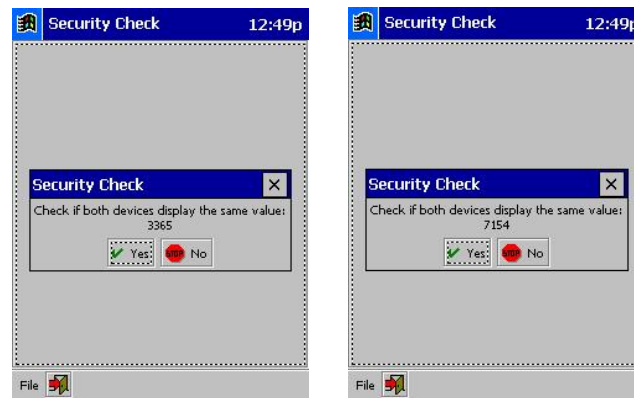 Security Check 12:49p
Security Check
Check if both devices display the same value:
3365
Yes No
File
Security Check 12:49p
Security Check
Check if both devices display the same value:
7154
Yes No
File